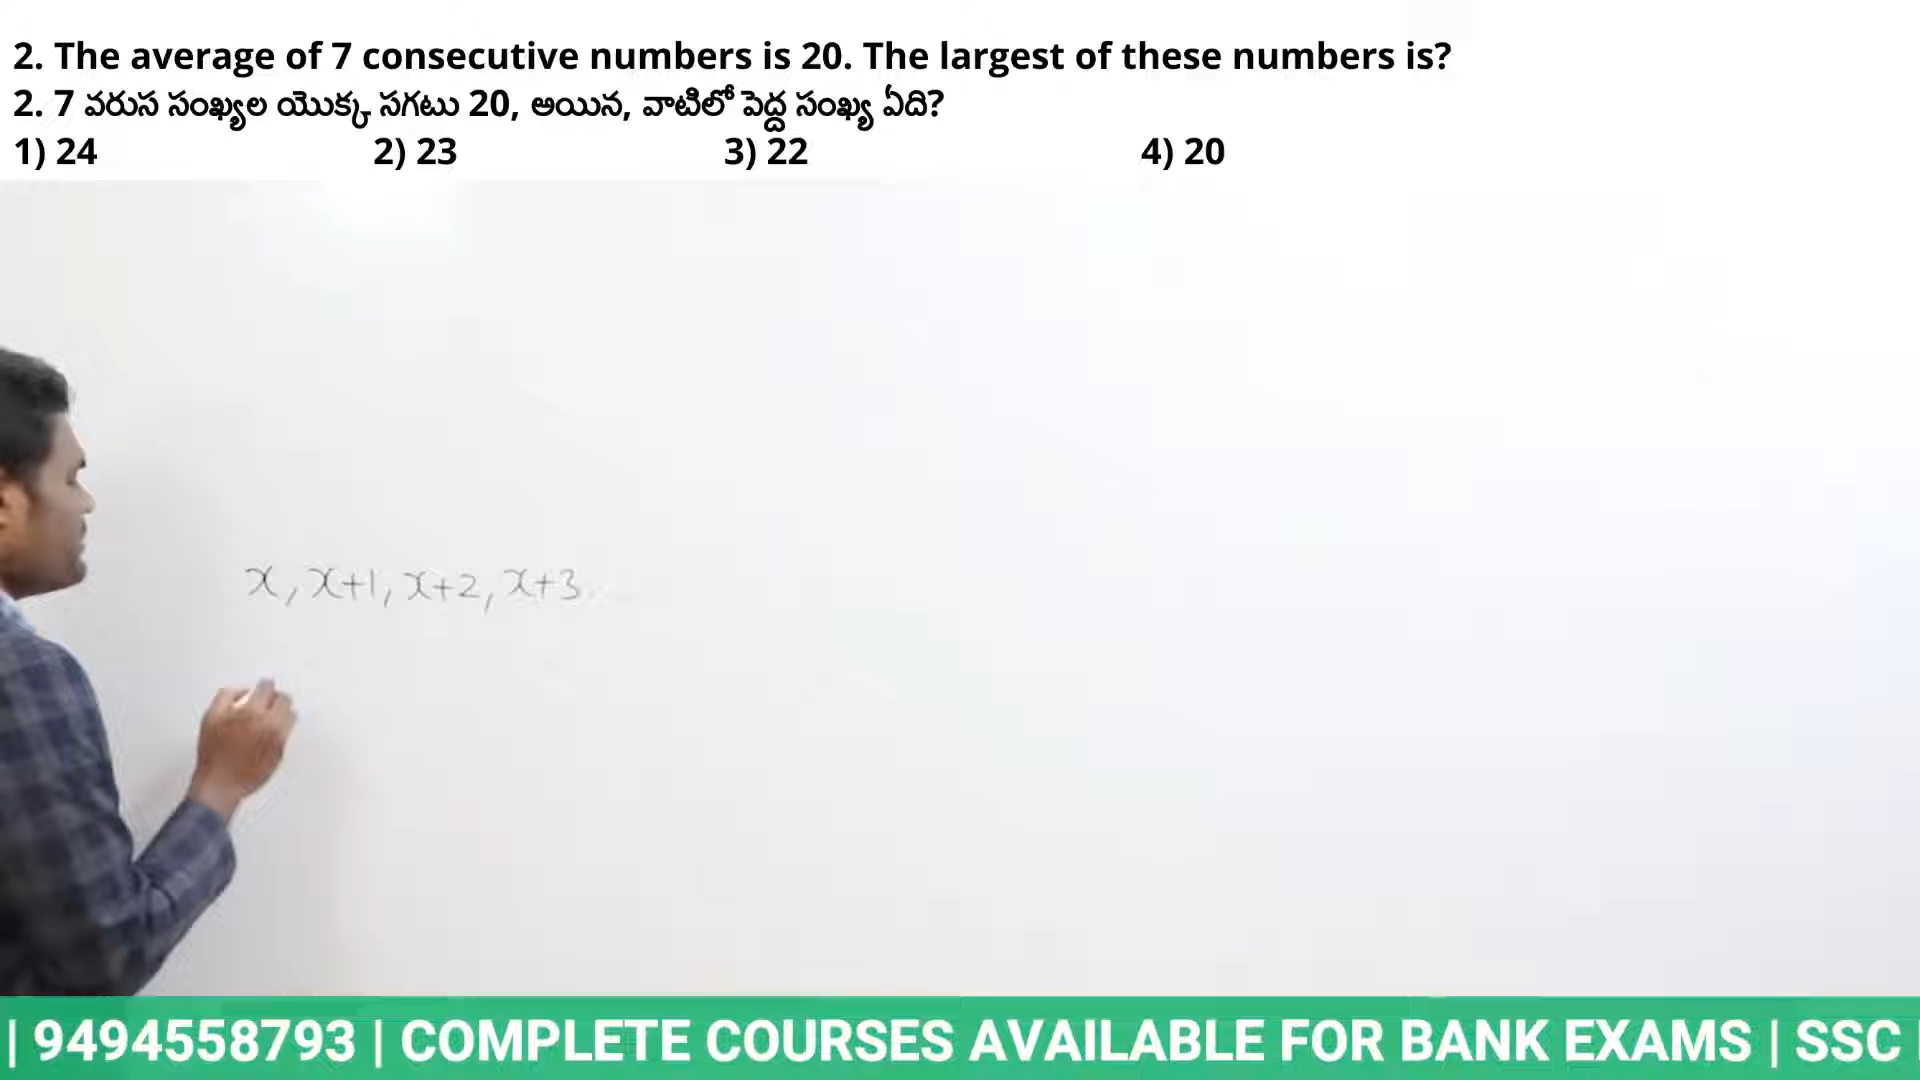 2. The average of 7 consecutive numbers is 20. The largest of these numbers is?
2. 7 వరుస సంఖ్యల యొక్క సగటు 20, అయిన, వాటిలో పెద్ద సంఖ్య ఏది?
1) 24 2) 23 3) 22 4) 20
x, x+1, x+2, x+3...
| 9494558793 | COMPLETE COURSES AVAILABLE FOR BANK EXAMS | SSC